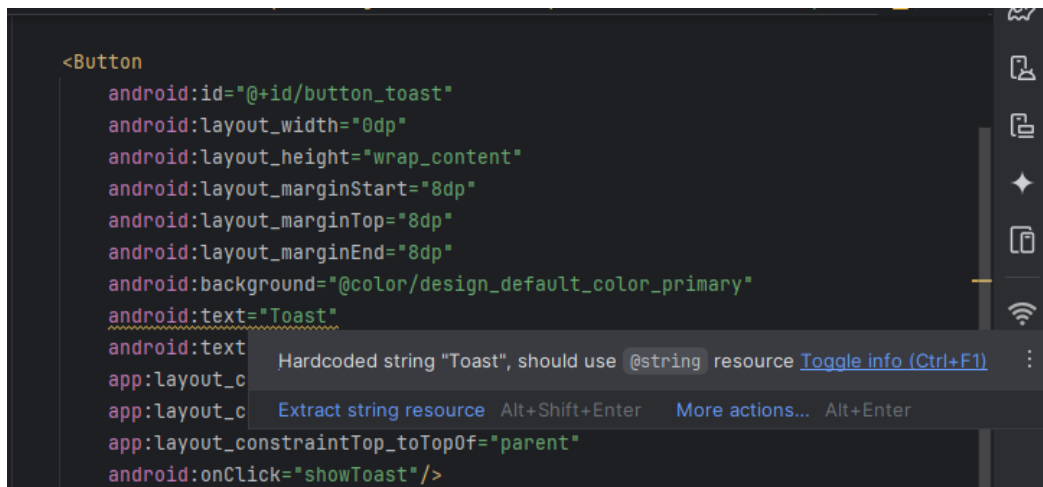 <Button
android:id="@+id/button_toast"
android:layout_width="0dp"
android:layout_height="wrap_content"
android:layout_marginStart="8dp"
android:layout_marginTop="8dp"
android:layout_marginEnd="8dp"
android:background="@color/design_default_color_primary"
android:text="Toast"
android:text
Hardcoded string "Toast", should use @string resource Toggle info (Ctrl+F1)
app:layout_c
app:layout_c
Extract string resource Alt+Shift+Enter More actions... Alt+Enter
app:layout_constraintTop_toTopOf="parent"
android:onClick="showToast"/>